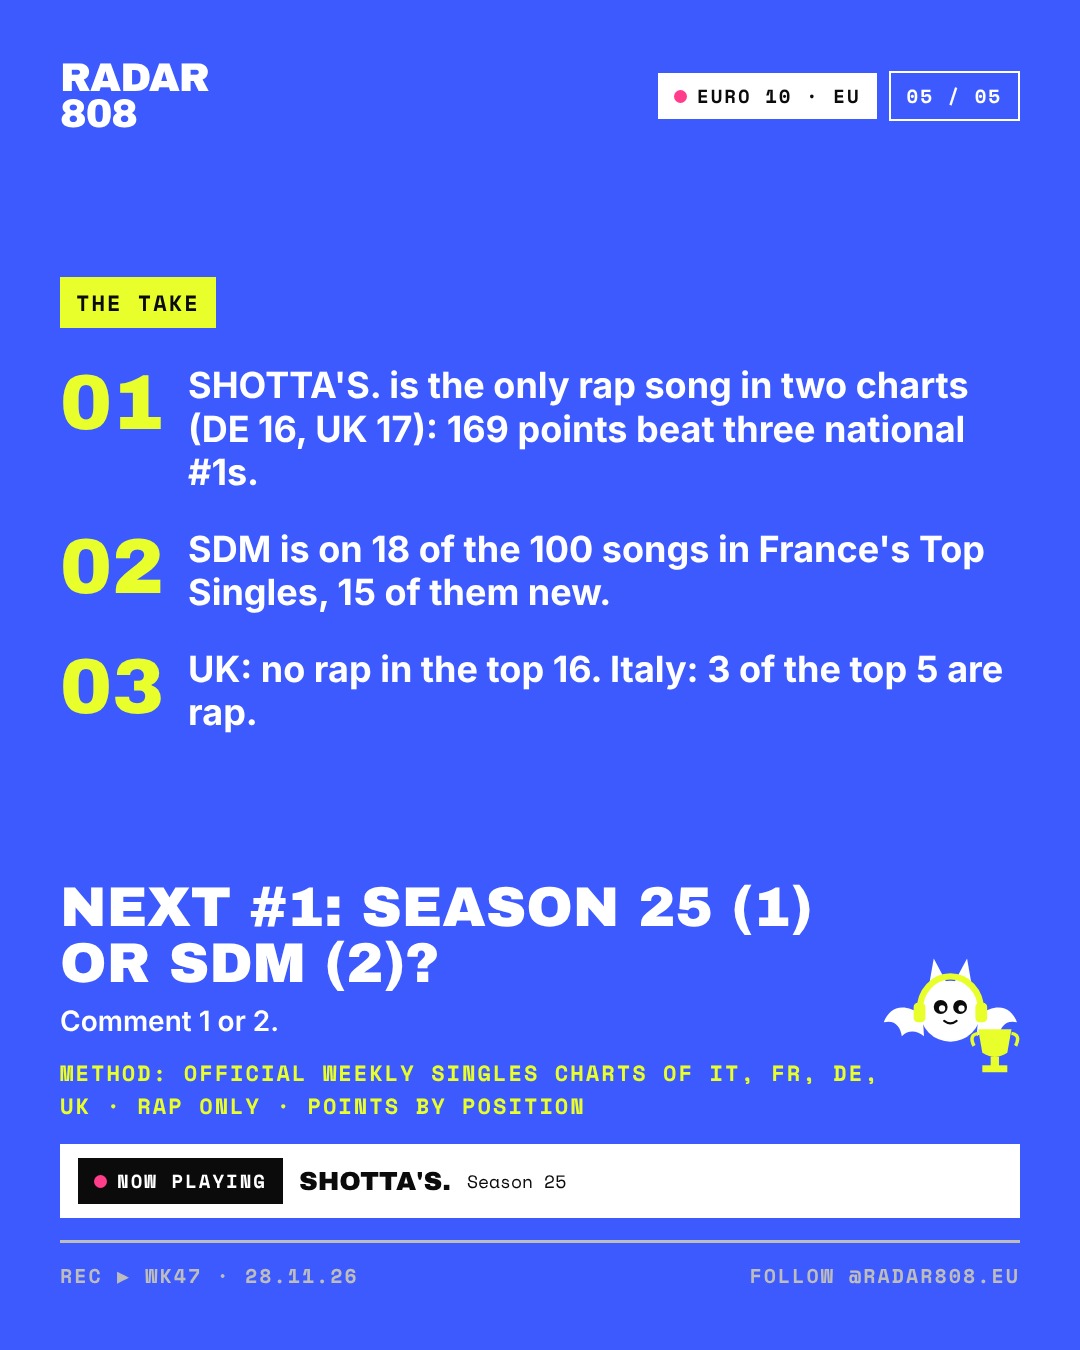 RADAR
808
EURO 10 · EU
05 / 05
THE TAKE
01
SHOTTA'S. is the only rap song in two charts
(DE 16, UK 17): 169 points beat three national
#1s.
02
SDM is on 18 of the 100 songs in France's Top
Singles, 15 of them new.
03
UK: no rap in the top 16. Italy: 3 of the top 5 are
rap.
NEXT #1: SEASON 25 (1)
OR SDM (2)?
Comment 1 or 2.
METHOD: OFFICIAL WEEKLY SINGLES CHARTS OF IT, FR, DE,
UK · RAP ONLY · POINTS BY POSITION
NOW PLAYING SHOTTA'S. Season 25
REC ▶ WK47 · 28.11.26
FOLLOW @RADAR808.EU